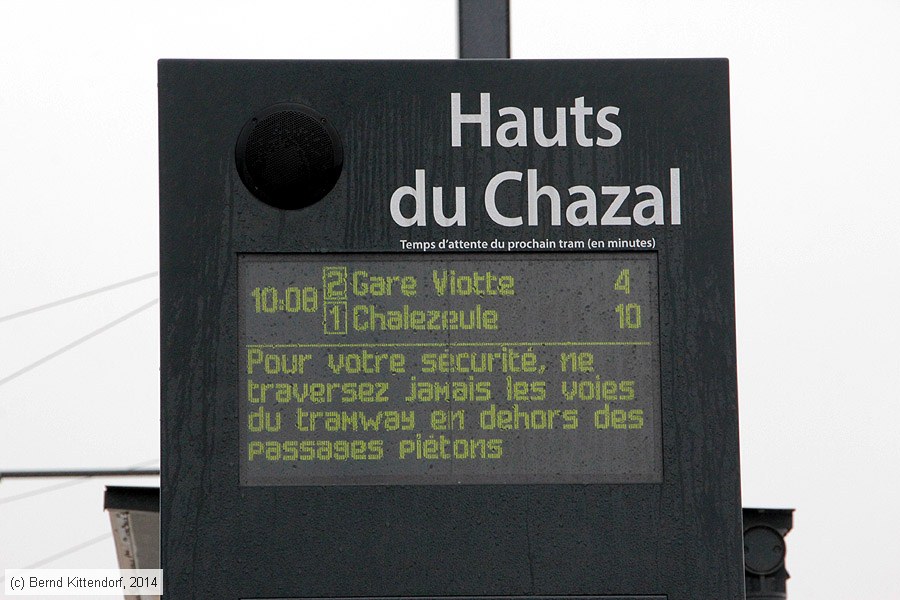 Hauts
du Chazal
Temps d'attente du prochain tram (en minutes)
10:08
2 Gare Viotte 4
1 Chalezeule 10
Pour votre sécurité, ne
traversez jamais les voies
du tramway en dehors des
passages piétons
(c) Bernd Kittendorf, 2014